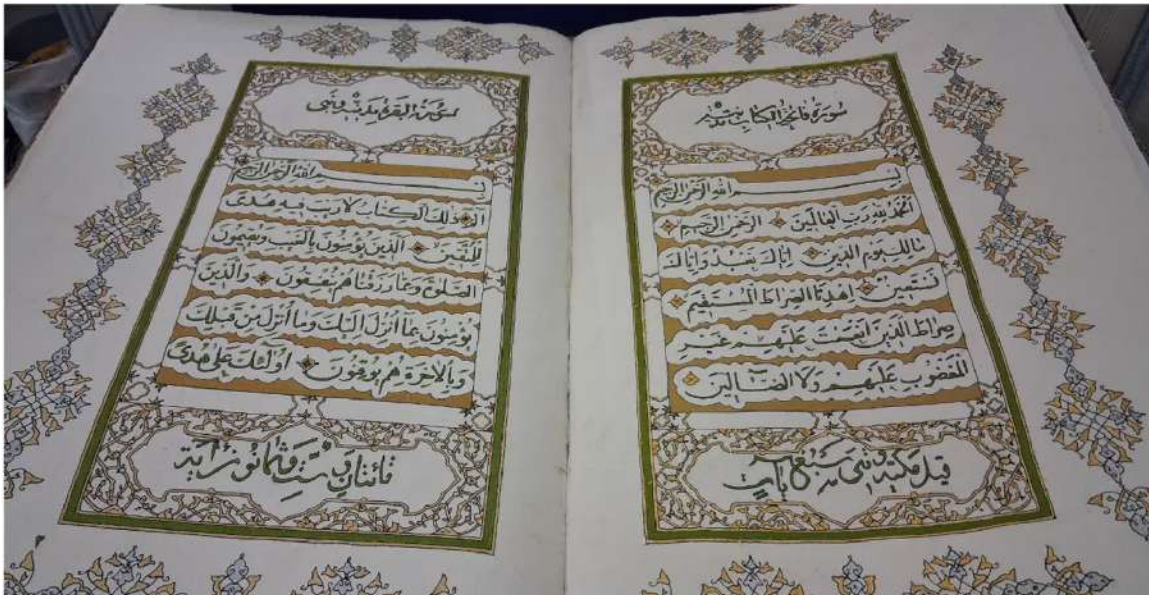 سورة فاتحة الكتاب مدنية
بسم الله الرحمن الرحيم
الحمد لله رب العالمين الرحمن الرحيم
مالك يوم الدين إياك نعبد وإياك
نستعين اهدنا الصراط المستقيم
صراط الذين أنعمت عليهم غير
المغضوب عليهم ولا الضالين
قيل مكية وهي سبع آيات
سورة البقرة مدنية وهي
بسم الله الرحمن الرحيم
الم ذلك الكتاب لا ريب فيه هدى
للمتقين الذين يؤمنون بالغيب ويقيمون
الصلوة ومما رزقناهم ينفقون والذين
يؤمنون بما أنزل إليك وما أنزل من قبلك
وبالآخرة هم يوقنون أولئك على هدى
مائتان وست وثمانون آية